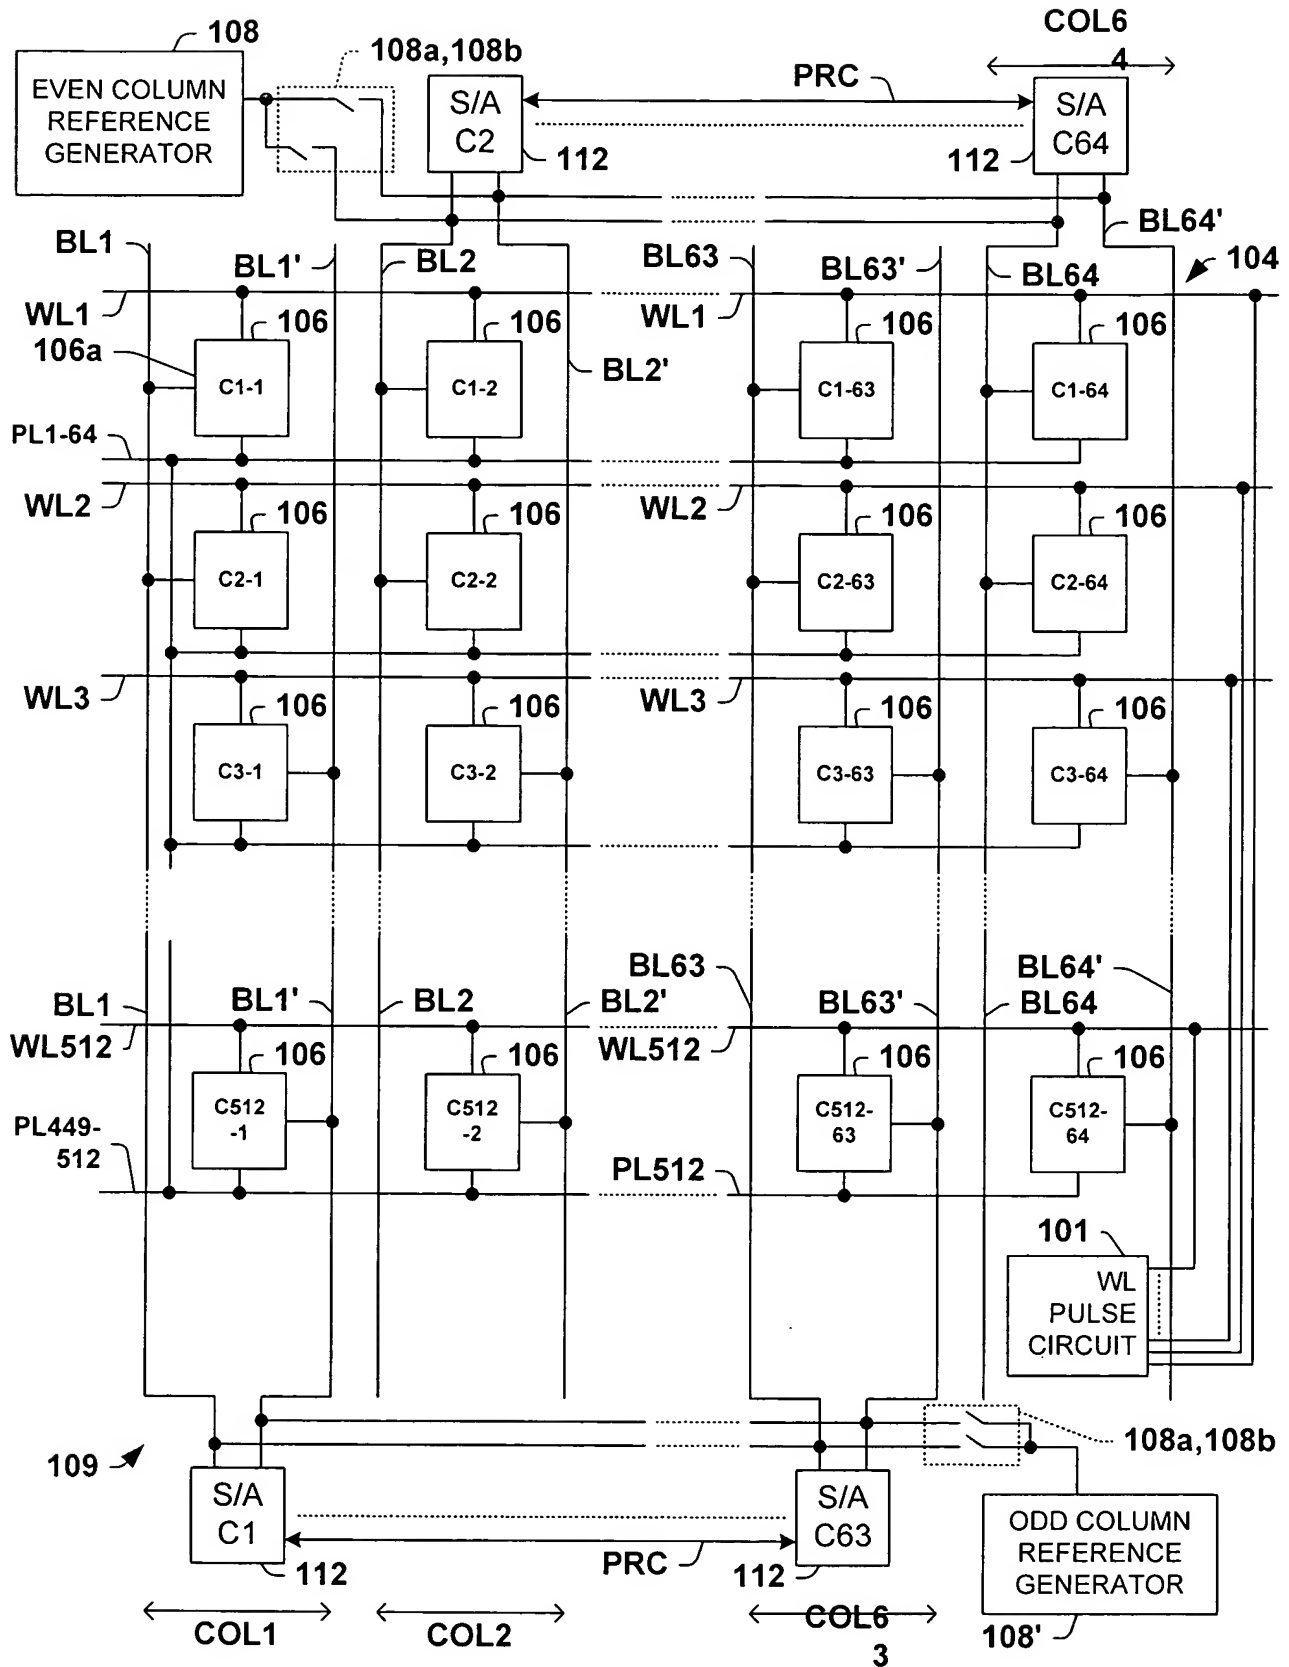 108
108a,108b
COL6
4
EVEN COLUMN
REFERENCE
GENERATOR
S/A
C2
PRC
S/A
C64
112
112
BL1
BL1'
BL2
BL63
BL63'
BL64
BL64'
104
WL1
106
106
WL1
106
106
106a
C1-1
C1-2
BL2'
C1-63
C1-64
PL1-64
WL2
106
106
WL2
106
106
C2-1
C2-2
C2-63
C2-64
WL3
106
106
WL3
106
106
C3-1
C3-2
C3-63
C3-64
BL1
BL1'
BL2
BL2'
BL63
BL63'
BL64'
BL64
WL512
106
106
WL512
106
106
C512
-1
C512
-2
C512-
63
C512-
64
PL449-
512
PL512
101
WL
PULSE
CIRCUIT
108a,108b
109
S/A
C1
S/A
C63
PRC
112
112
ODD COLUMN
REFERENCE
GENERATOR
108'
COL1
COL2
COL6
3